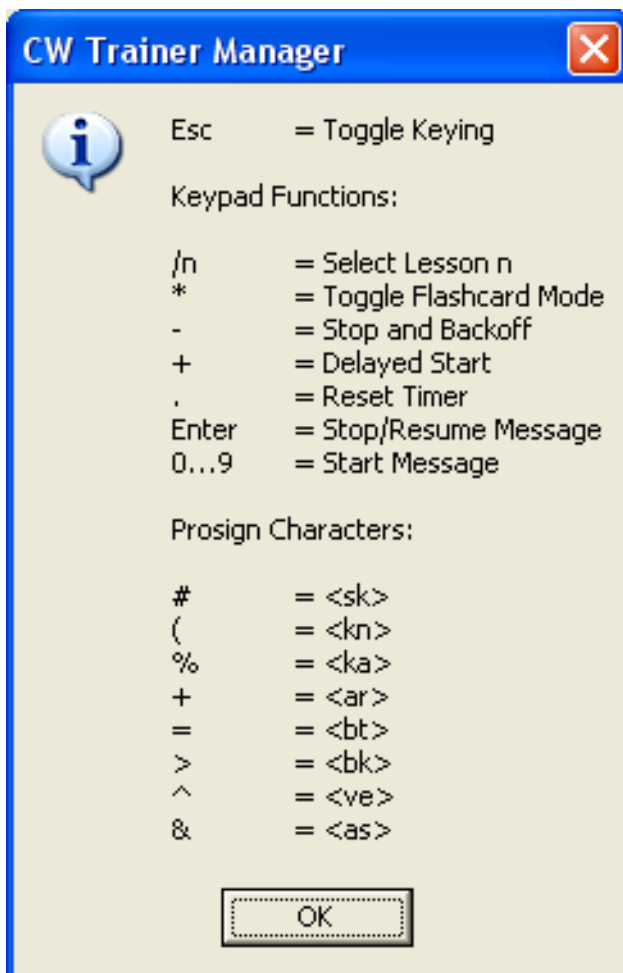 CW Trainer Manager
Esc = Toggle Keying
Keypad Functions:
/n = Select Lesson n
* = Toggle Flashcard Mode
- = Stop and Backoff
+ = Delayed Start
. = Reset Timer
Enter = Stop/Resume Message
0...9 = Start Message
Prosign Characters:
# = <sk>
( = <kn>
% = <ka>
+ = <ar>
= = <bt>
> = <bk>
^ = <ve>
& = <as>
OK